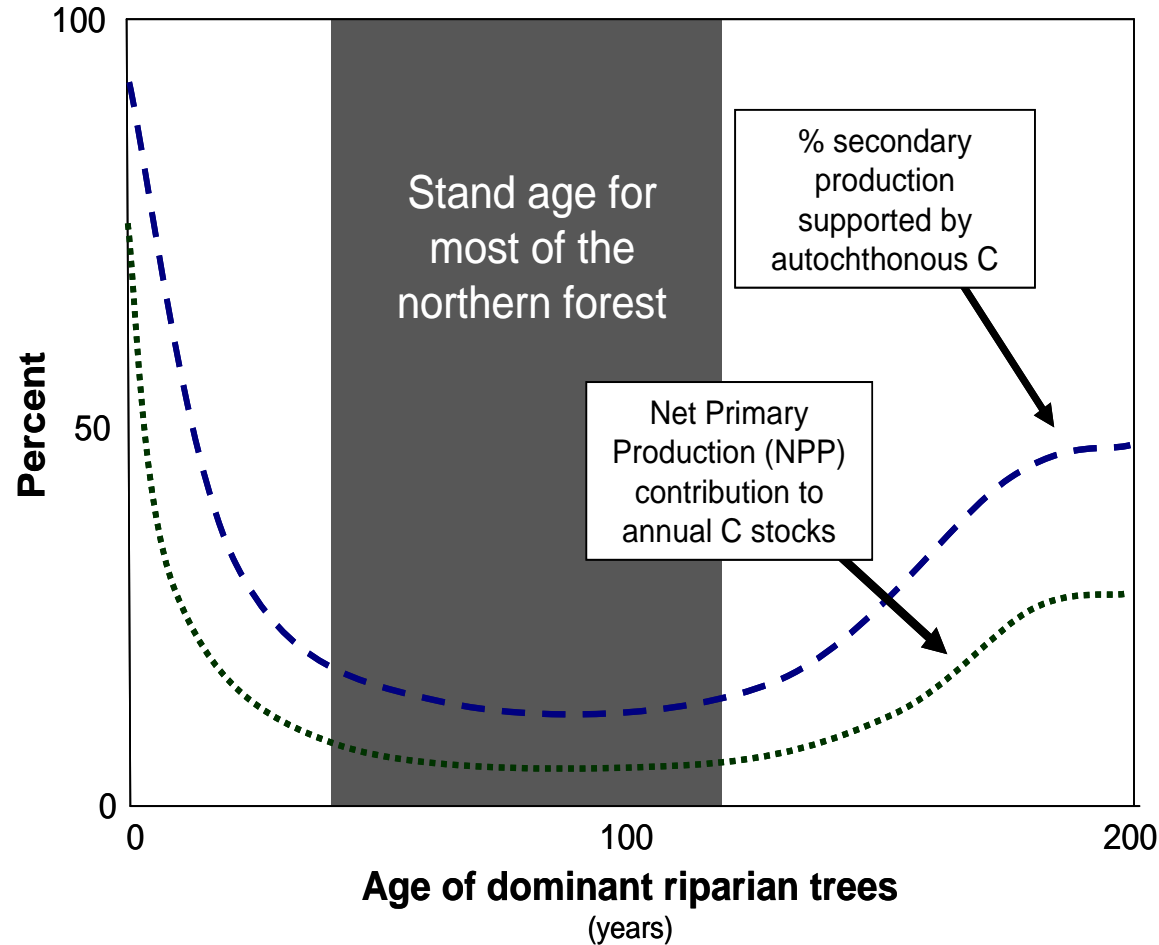 100
50
0
Percent
Stand age for
most of the
northern forest
% secondary
production
supported by
autochthonous C
Net Primary
Production (NPP)
contribution to
annual C stocks
0
100
200
Age of dominant riparian trees
(years)